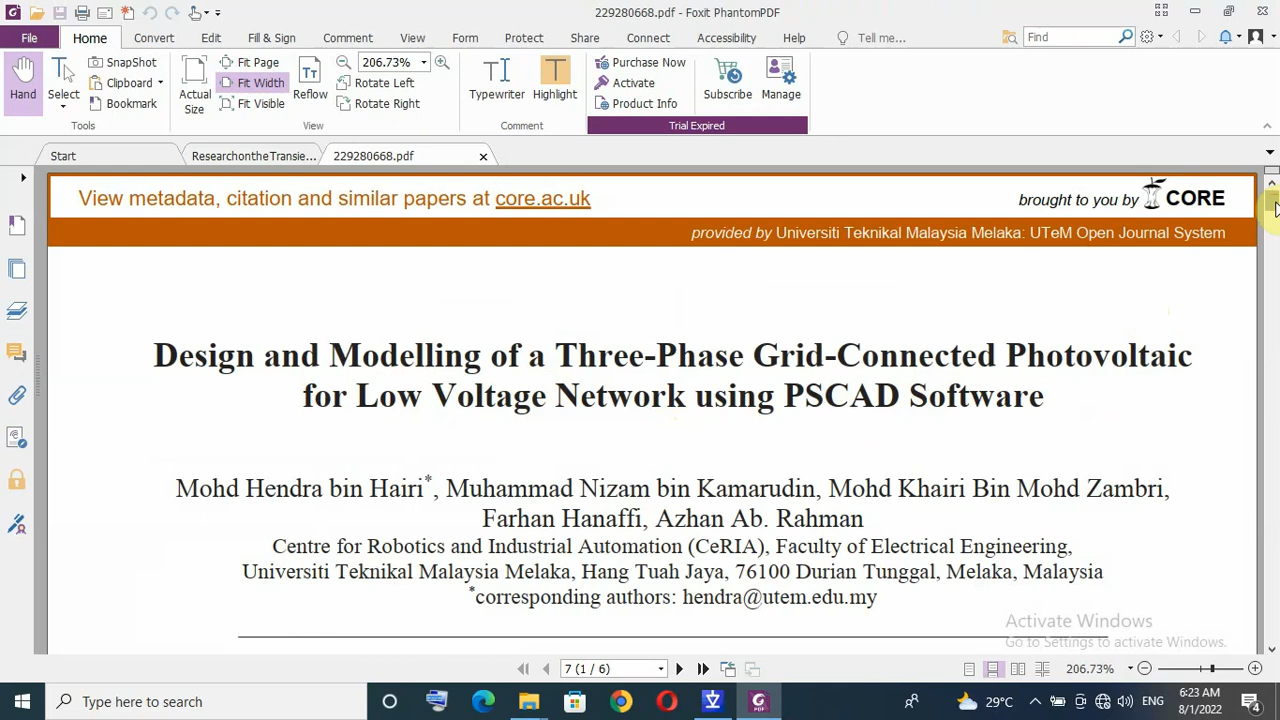 229280668.pdf - Foxit PhantomPDF
File Home Convert Edit Fill & Sign Comment View Form Protect Share Connect Accessibility Help Tell me... Find
Hand
Select
SnapShot
Clipboard
Bookmark
Tools
Actual
Size
Fit Page
Fit Width
Fit Visible
Reflow
206.73%
Rotate Left
Rotate Right
View
Typewriter
Highlight
Comment
Purchase Now
Activate
Product Info
Subscribe
Manage
Trial Expired
Start ResearchontheTransie... 229280668.pdf
View metadata, citation and similar papers at core.ac.uk
brought to you by CORE
provided by Universiti Teknikal Malaysia Melaka: UTeM Open Journal System
Design and Modelling of a Three-Phase Grid-Connected Photovoltaic
for Low Voltage Network using PSCAD Software
Mohd Hendra bin Hairi*, Muhammad Nizam bin Kamarudin, Mohd Khairi Bin Mohd Zambri,
Farhan Hanaffi, Azhan Ab. Rahman
Centre for Robotics and Industrial Automation (CeRIA), Faculty of Electrical Engineering,
Universiti Teknikal Malaysia Melaka, Hang Tuah Jaya, 76100 Durian Tunggal, Melaka, Malaysia
*corresponding authors: hendra@utem.edu.my
Activate Windows
Go to Settings to activate Windows.
7 (1 / 6)
206.73%
Type here to search
29°C
ENG
6:23 AM
8/1/2022
4